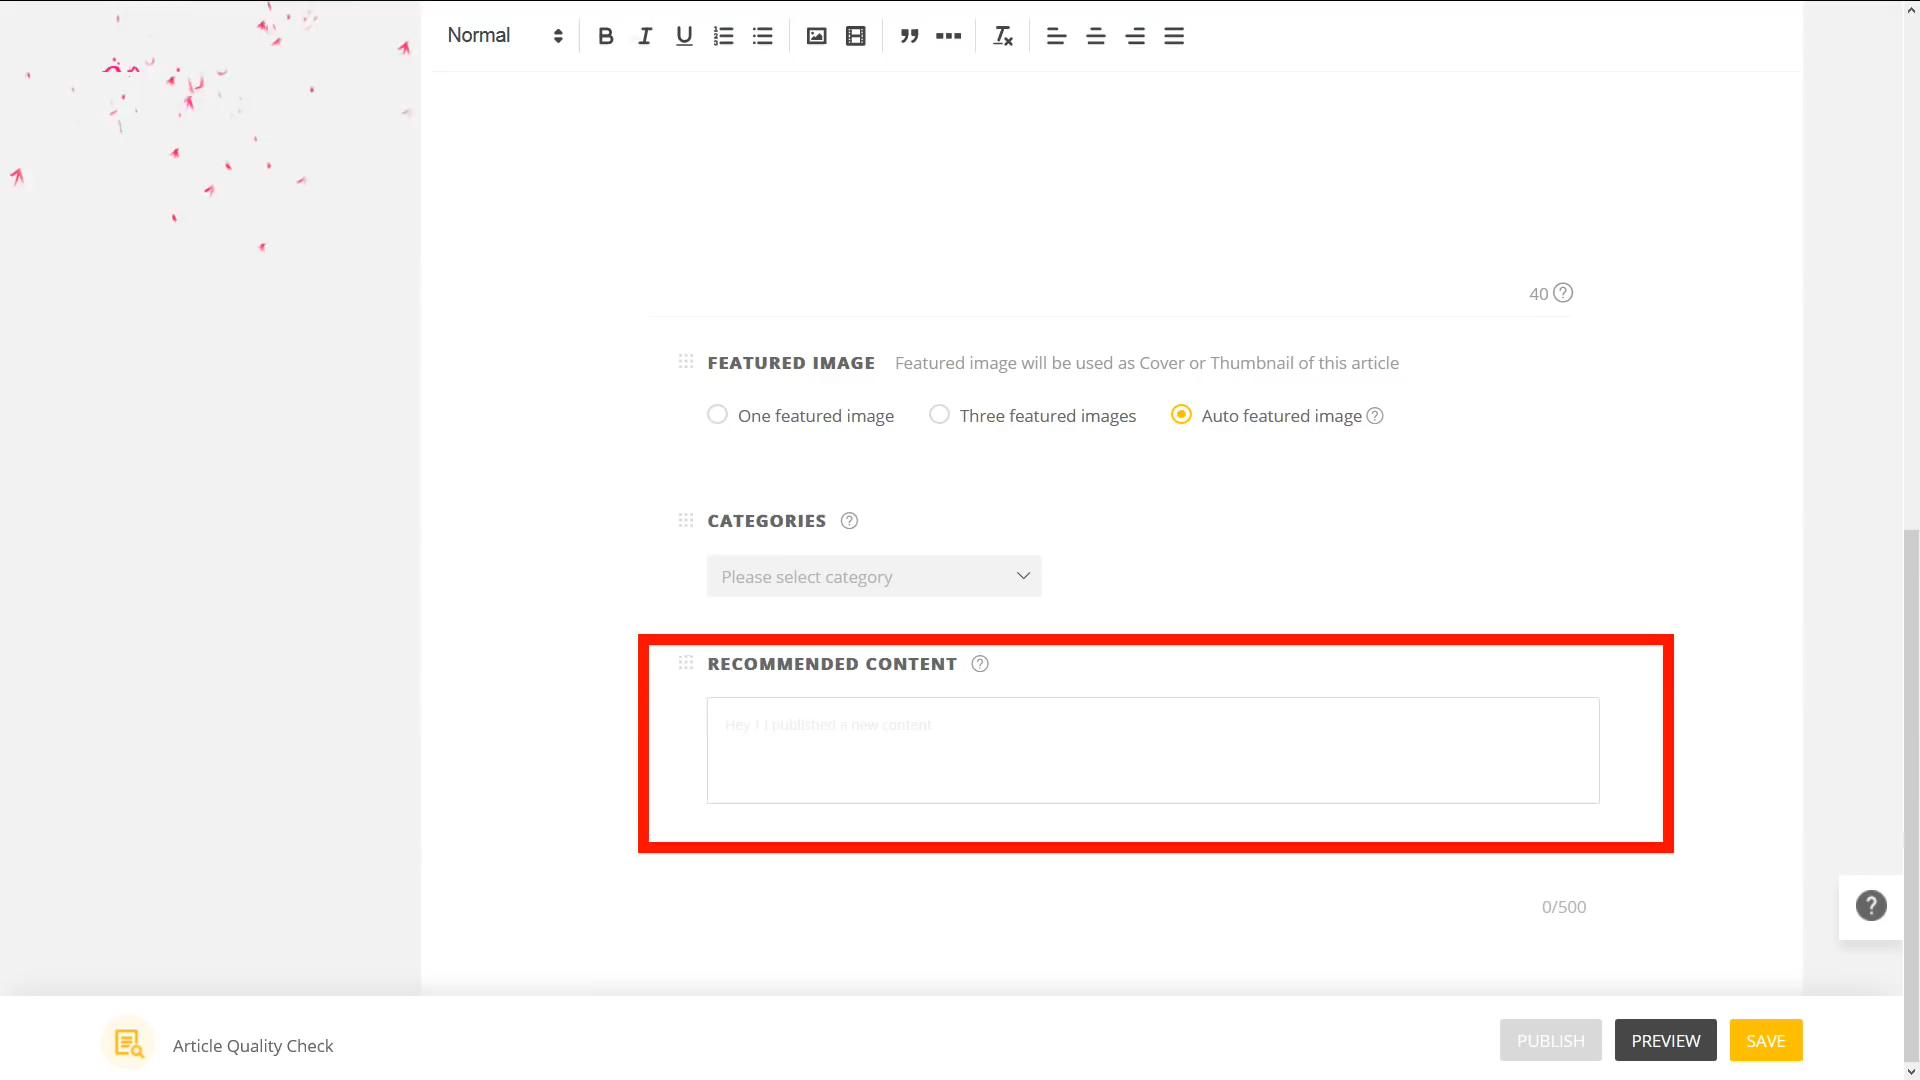 Normal
40
FEATURED IMAGE Featured image will be used as Cover or Thumbnail of this article
One featured image Three featured images Auto featured image
CATEGORIES
Please select category
RECOMMENDED CONTENT
Hey ! I published a new content
0/500
Article Quality Check
PUBLISH PREVIEW SAVE